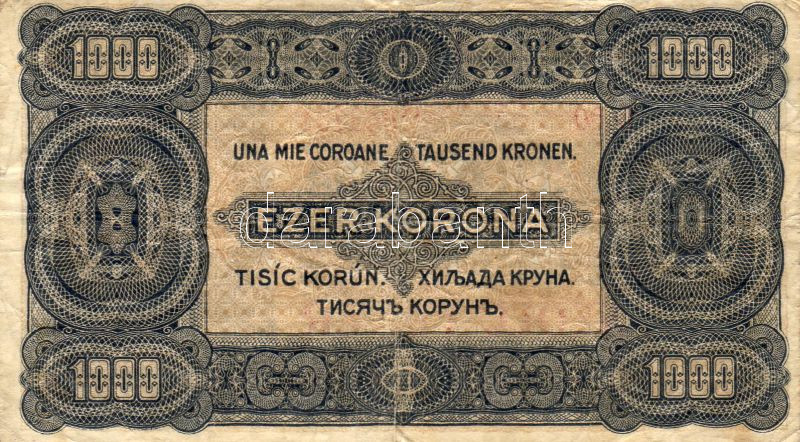 1000 1000
UNA MIE COROANE TAUSEND KRONEN.
EZER KORONA
TISÍC KORÚN. ХИЉАДА КРУНА.
ТИСЯЧЪ КОРУНЪ.
1000 1000